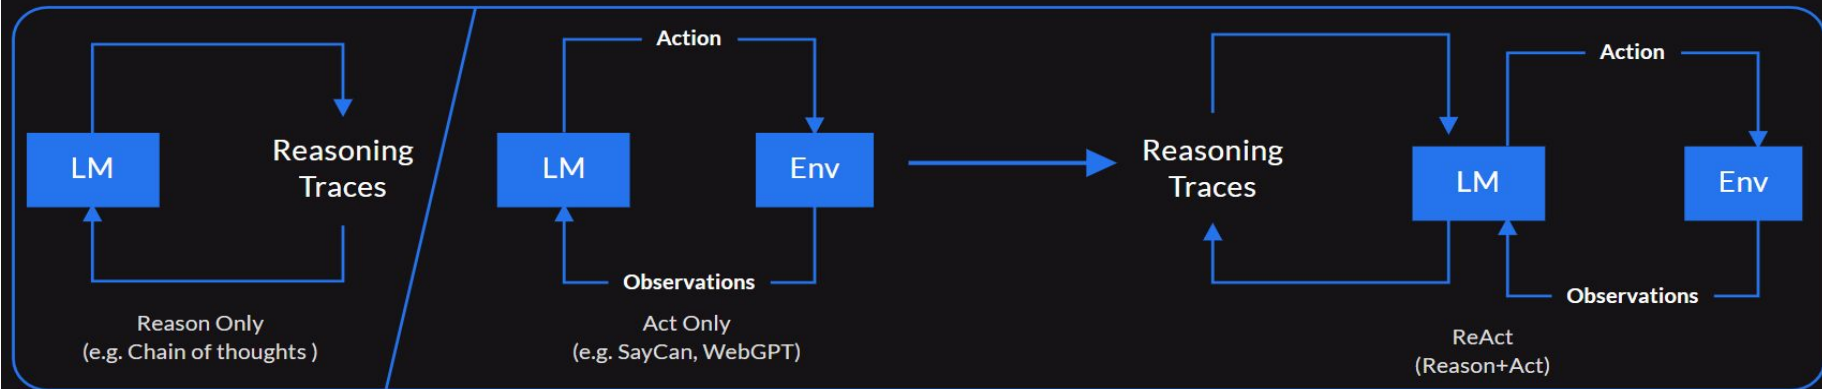 LM
Reasoning
Traces
Reason Only
(e.g. Chain of thoughts )
Action
LM
Env
Observations
Act Only
(e.g. SayCan, WebGPT)
Reasoning
Traces
Action
LM
Env
Observations
ReAct
(Reason+Act)